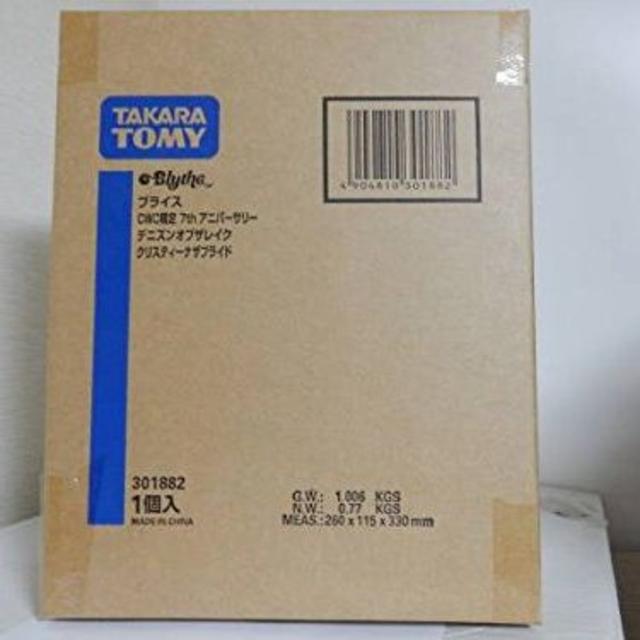 TAKARA
TOMY
4 904810 301882
Blythe
ブライス
CWC限定 7th アニバーサリー
デニズンオブザレイク
クリスティーナザブライド
301882
1個入
MADE IN CHINA
G.W.: 1.006 KGS
N.W.: 0.77 KGS
MEAS.: 260 x 115 x 330 mm